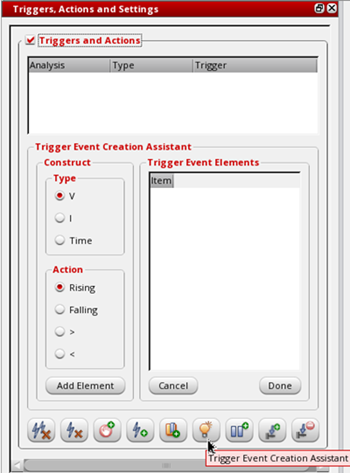 Triggers, Actions and Settings
Triggers and Actions
Analysis Type Trigger
Trigger Event Creation Assistant
Construct
Type
V
I
Time
Action
Rising
Falling
>
<
Add Element
Trigger Event Elements
Item
Cancel Done
Trigger Event Creation Assistant